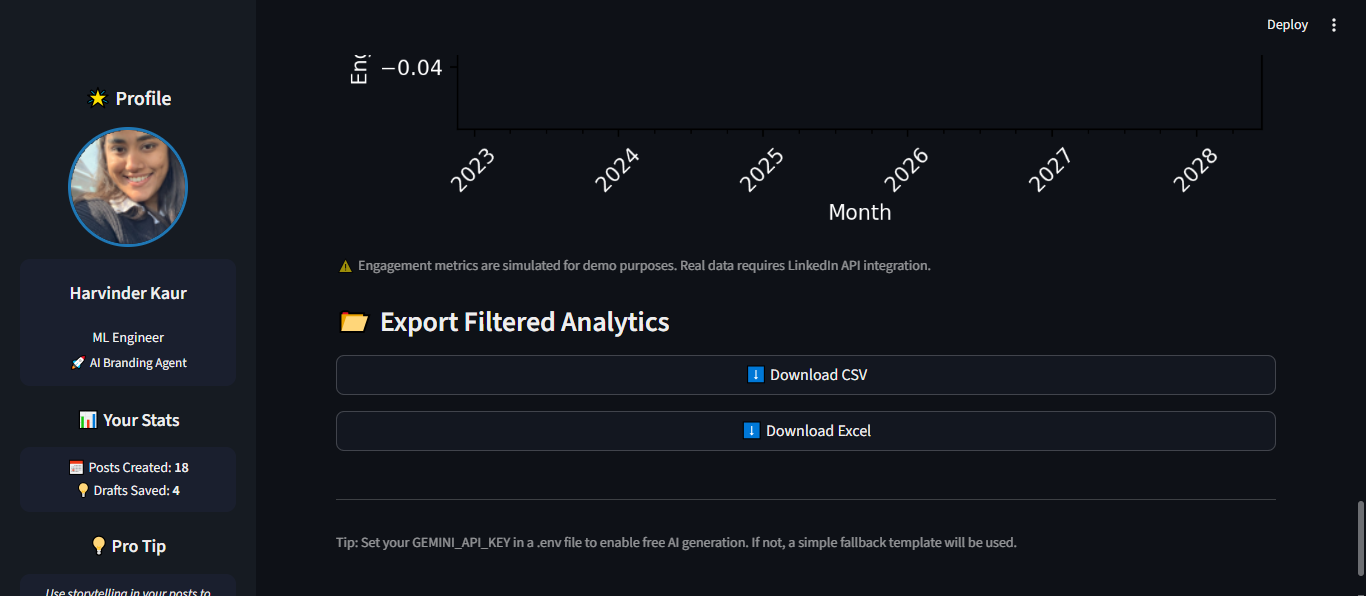 Deploy
Profile
Harvinder Kaur
ML Engineer
AI Branding Agent
Your Stats
Posts Created: 18
Drafts Saved: 4
Pro Tip
Use storytelling in your posts to
−0.04
2023
2024
2025
2026
2027
2028
Month
Engagement metrics are simulated for demo purposes. Real data requires LinkedIn API integration.
Export Filtered Analytics
Download CSV
Download Excel
Tip: Set your GEMINI_API_KEY in a .env file to enable free AI generation. If not, a simple fallback template will be used.